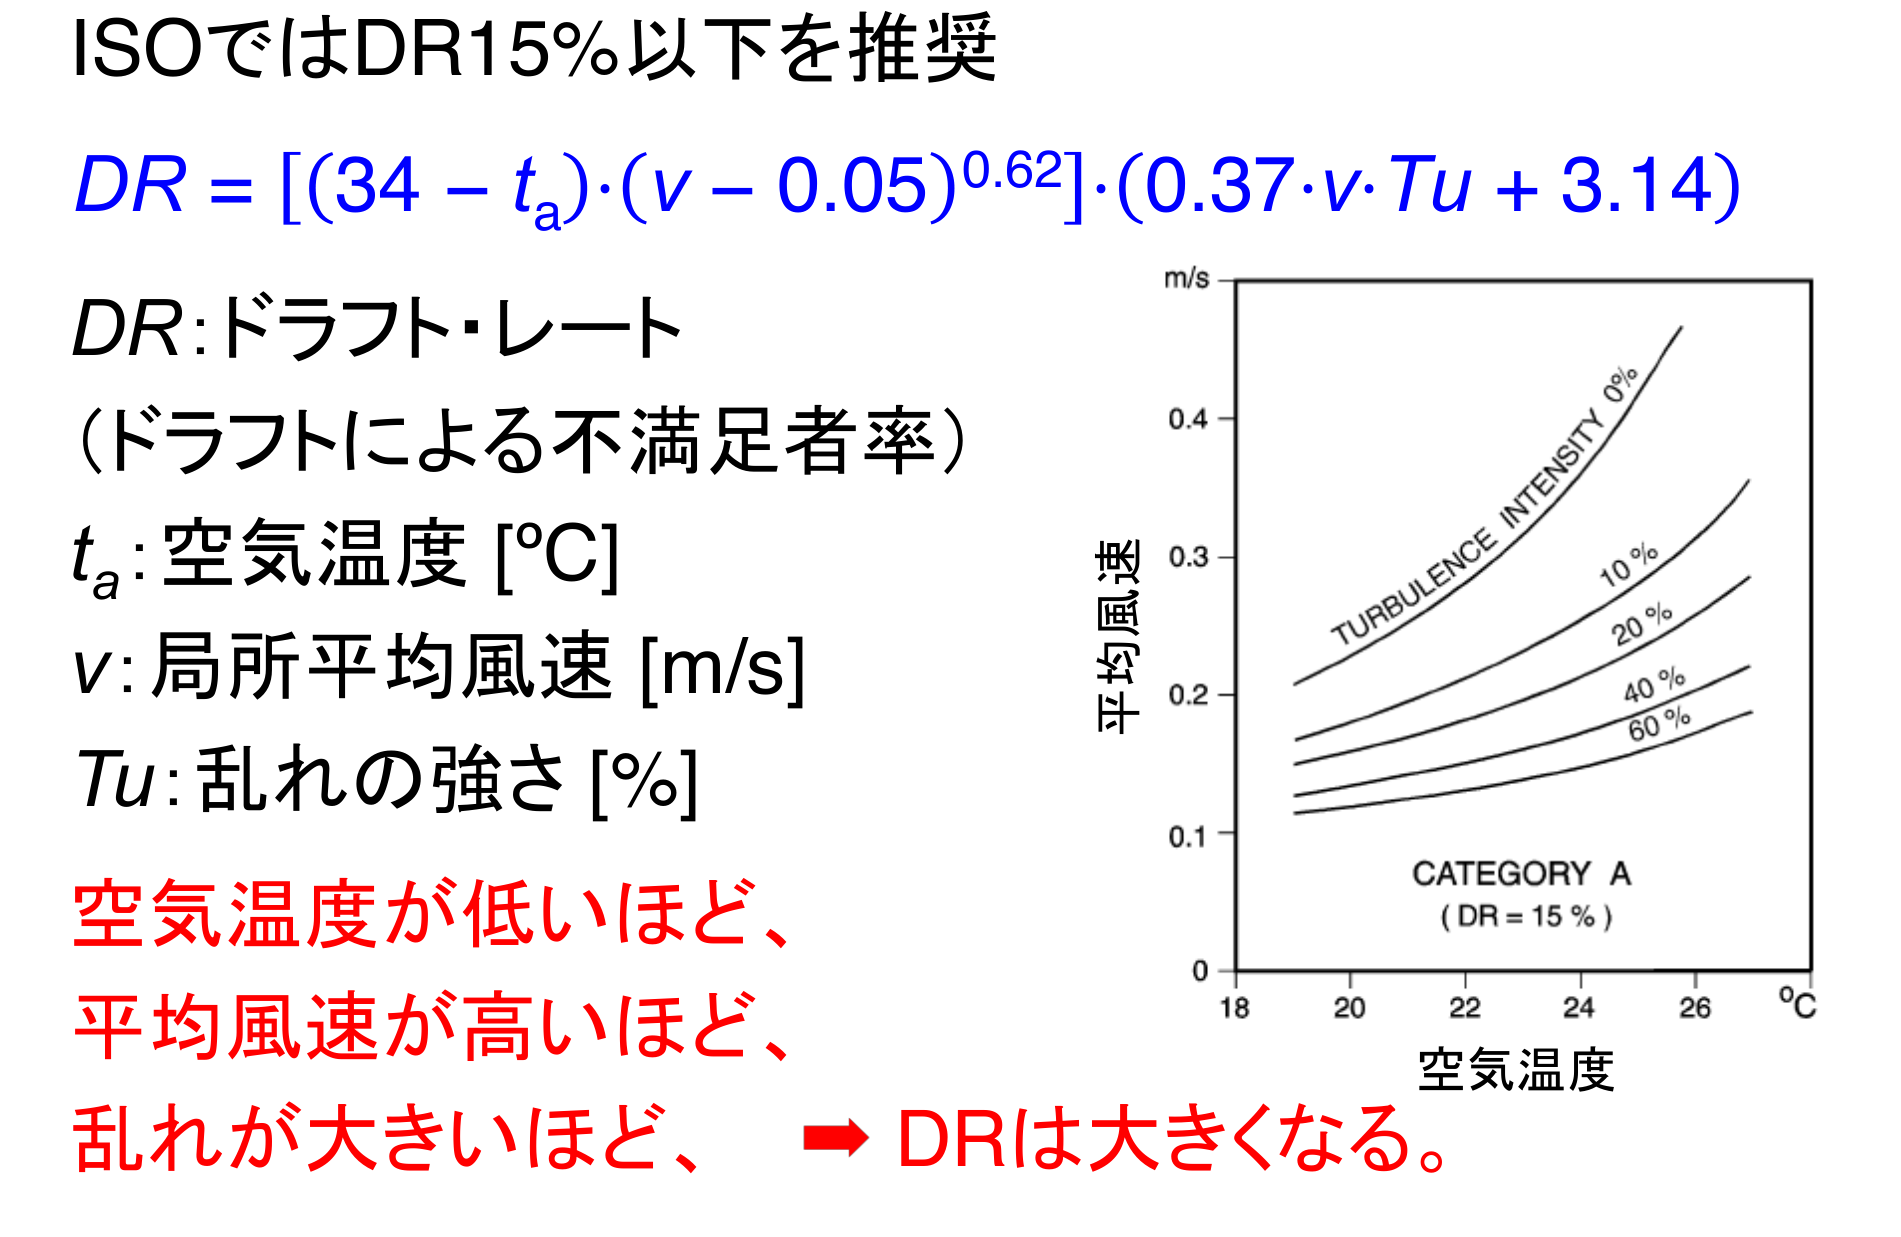 ISOではDR15%以下を推奨
DR = [(34 − tₐ)·(v − 0.05)^0.62]·(0.37·v·Tu + 3.14)
DR:ドラフト・レート
(ドラフトによる不満足者率)
tₐ:空気温度 [ºC]
v:局所平均風速 [m/s]
Tu:乱れの強さ [%]
空気温度が低いほど、
平均風速が高いほど、
乱れが大きいほど、 ➡ DRは大きくなる。
m/s
0.4
0.3
0.2
0.1
0
平均風速
TURBULENCE INTENSITY 0%
10 %
20 %
40 %
60 %
CATEGORY A
( DR = 15 % )
18 20 22 24 26 ºC
空気温度